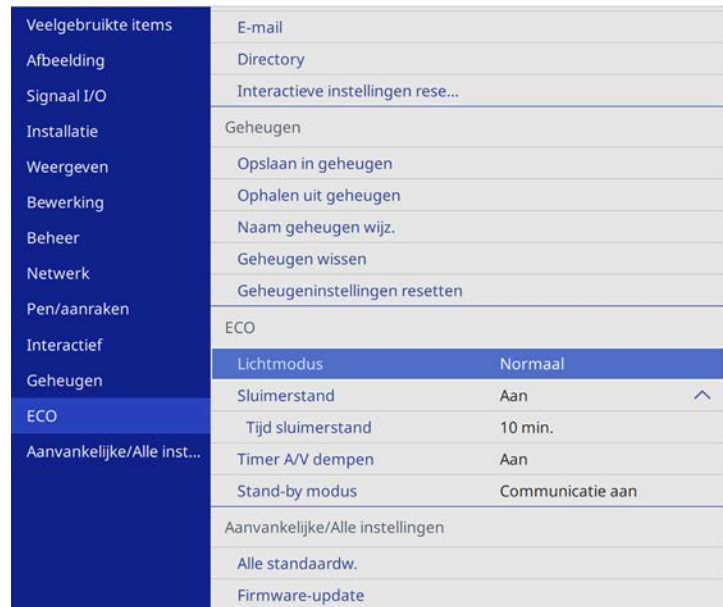 Veelgebruikte items
Afbeelding
Signaal I/O
Installatie
Weergeven
Bewerking
Beheer
Netwerk
Pen/aanraken
Interactief
Geheugen
ECO
Aanvankelijke/Alle inst...
E-mail
Directory
Interactieve instellingen rese...
Geheugen
Opslaan in geheugen
Ophalen uit geheugen
Naam geheugen wijz.
Geheugen wissen
Geheugeninstellingen resetten
ECO
Lichtmodus Normaal
Sluimerstand Aan
Tijd sluimerstand 10 min.
Timer A/V dempen Aan
Stand-by modus Communicatie aan
Aanvankelijke/Alle instellingen
Alle standaardw.
Firmware-update